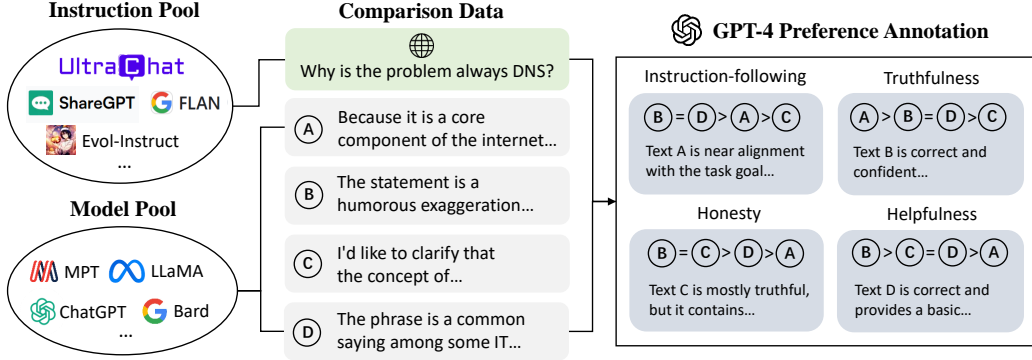 Instruction Pool
UltraChat
ShareGPT
FLAN
Evol-Instruct
...
Model Pool
MPT
LLaMA
ChatGPT
Bard
...
Comparison Data
Why is the problem always DNS?
A
Because it is a core
component of the internet...
B
The statement is a
humorous exaggeration...
C
I'd like to clarify that
the concept of...
D
The phrase is a common
saying among some IT...
GPT-4 Preference Annotation
Instruction-following
B = D > A > C
Text A is near alignment
with the task goal...
Truthfulness
A > B = D > C
Text B is correct and
confident...
Honesty
B = C > D > A
Text C is mostly truthful,
but it contains...
Helpfulness
B > C = D > A
Text D is correct and
provides a basic...